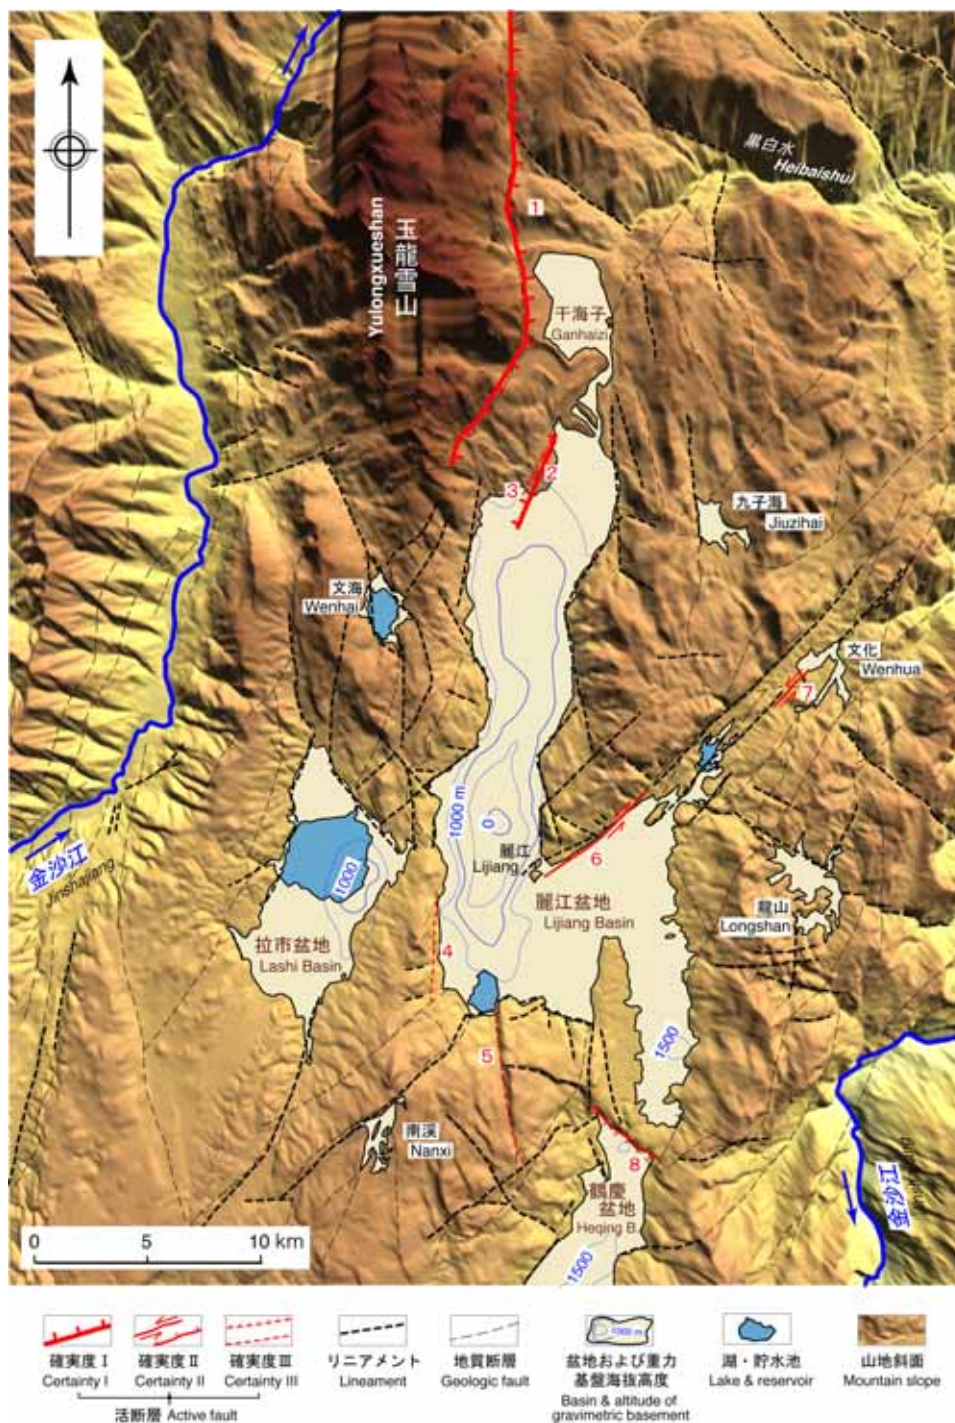 黒白水
Heibaishui
1
玉龍雪山
Yulongxueshan
干海子
Ganhaizi
2
3
九子海
Jiuzihai
文海
Wenhai
文化
Wenhua
7
1000 m
0
麗江
Lijiang
6
金沙江
Jinshajiang
1000
麗江盆地
Lijiang Basin
龍山
Longshan
拉市盆地
Lashi Basin
4
5
1500
南溪
Nanxi
8
鶴慶
盆地
Heqing B.
1500
金沙江
0 5 10 km
確実度 I
Certainty I
確実度 II
Certainty II
確実度 III
Certainty III
活断層 Active fault
リニアメント
Lineament
地質断層
Geologic fault
1000 m
盆地および重力
基盤海抜高度
Basin & altitude of
gravimetric basement
湖・貯水池
Lake & reservoir
山地斜面
Mountain slope